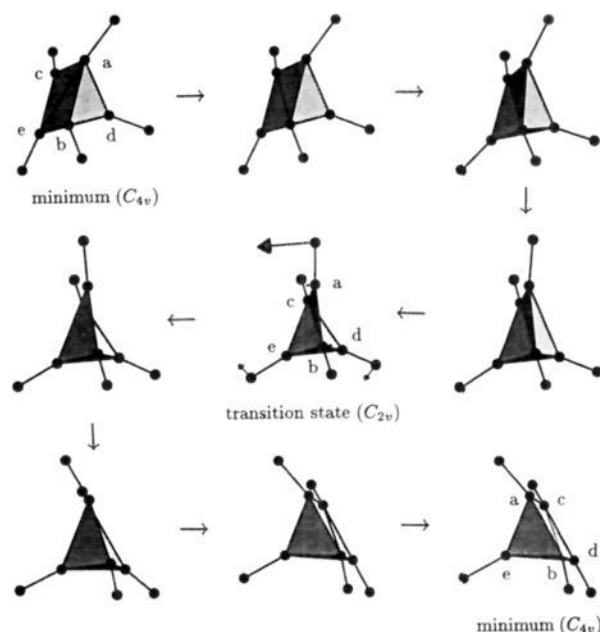 c
a
e
b
d
minimum (C₄ᵥ)
a
c
d
e
b
transition state (C₂ᵥ)
a
c
d
e
b
minimum (C₄ᵥ)